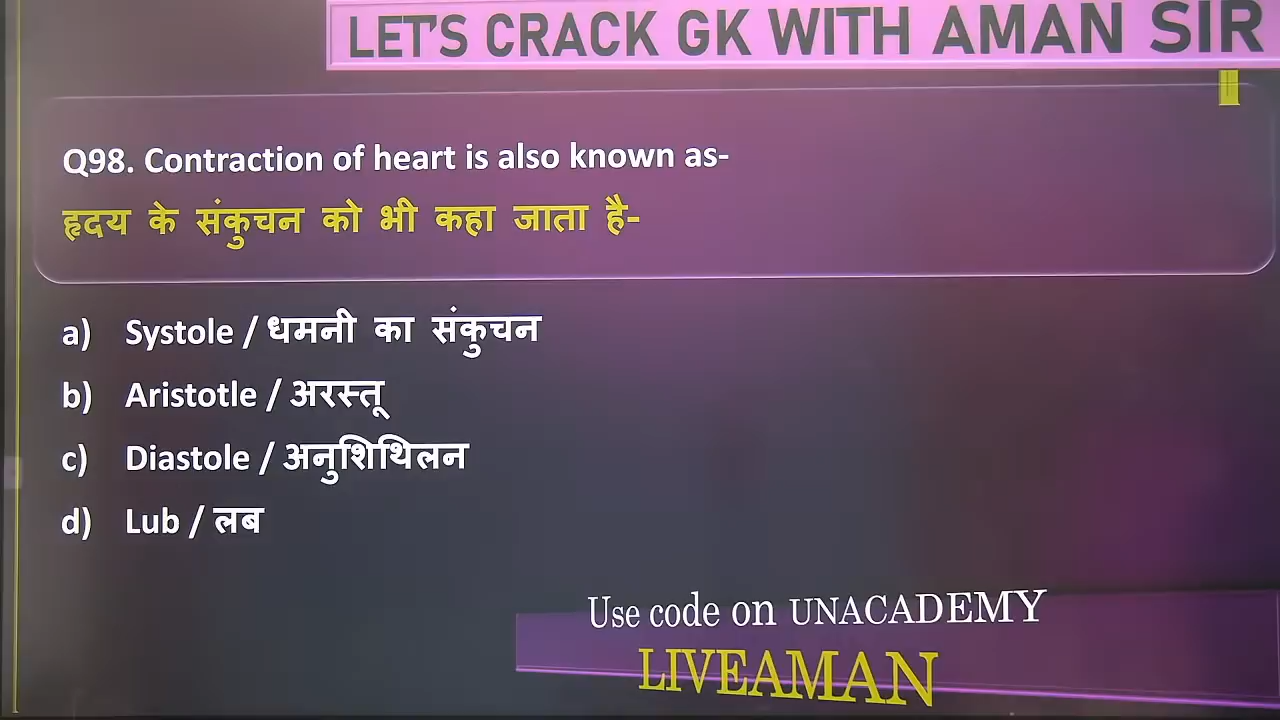 LET'S CRACK GK WITH AMAN SIR
Q98. Contraction of heart is also known as-
हृदय के संकुचन को भी कहा जाता है-
a) Systole / धमनी का संकुचन
b) Aristotle / अरस्तू
c) Diastole / अनुशिथिलन
d) Lub / लब
Use code on UNACADEMY
LIVEAMAN